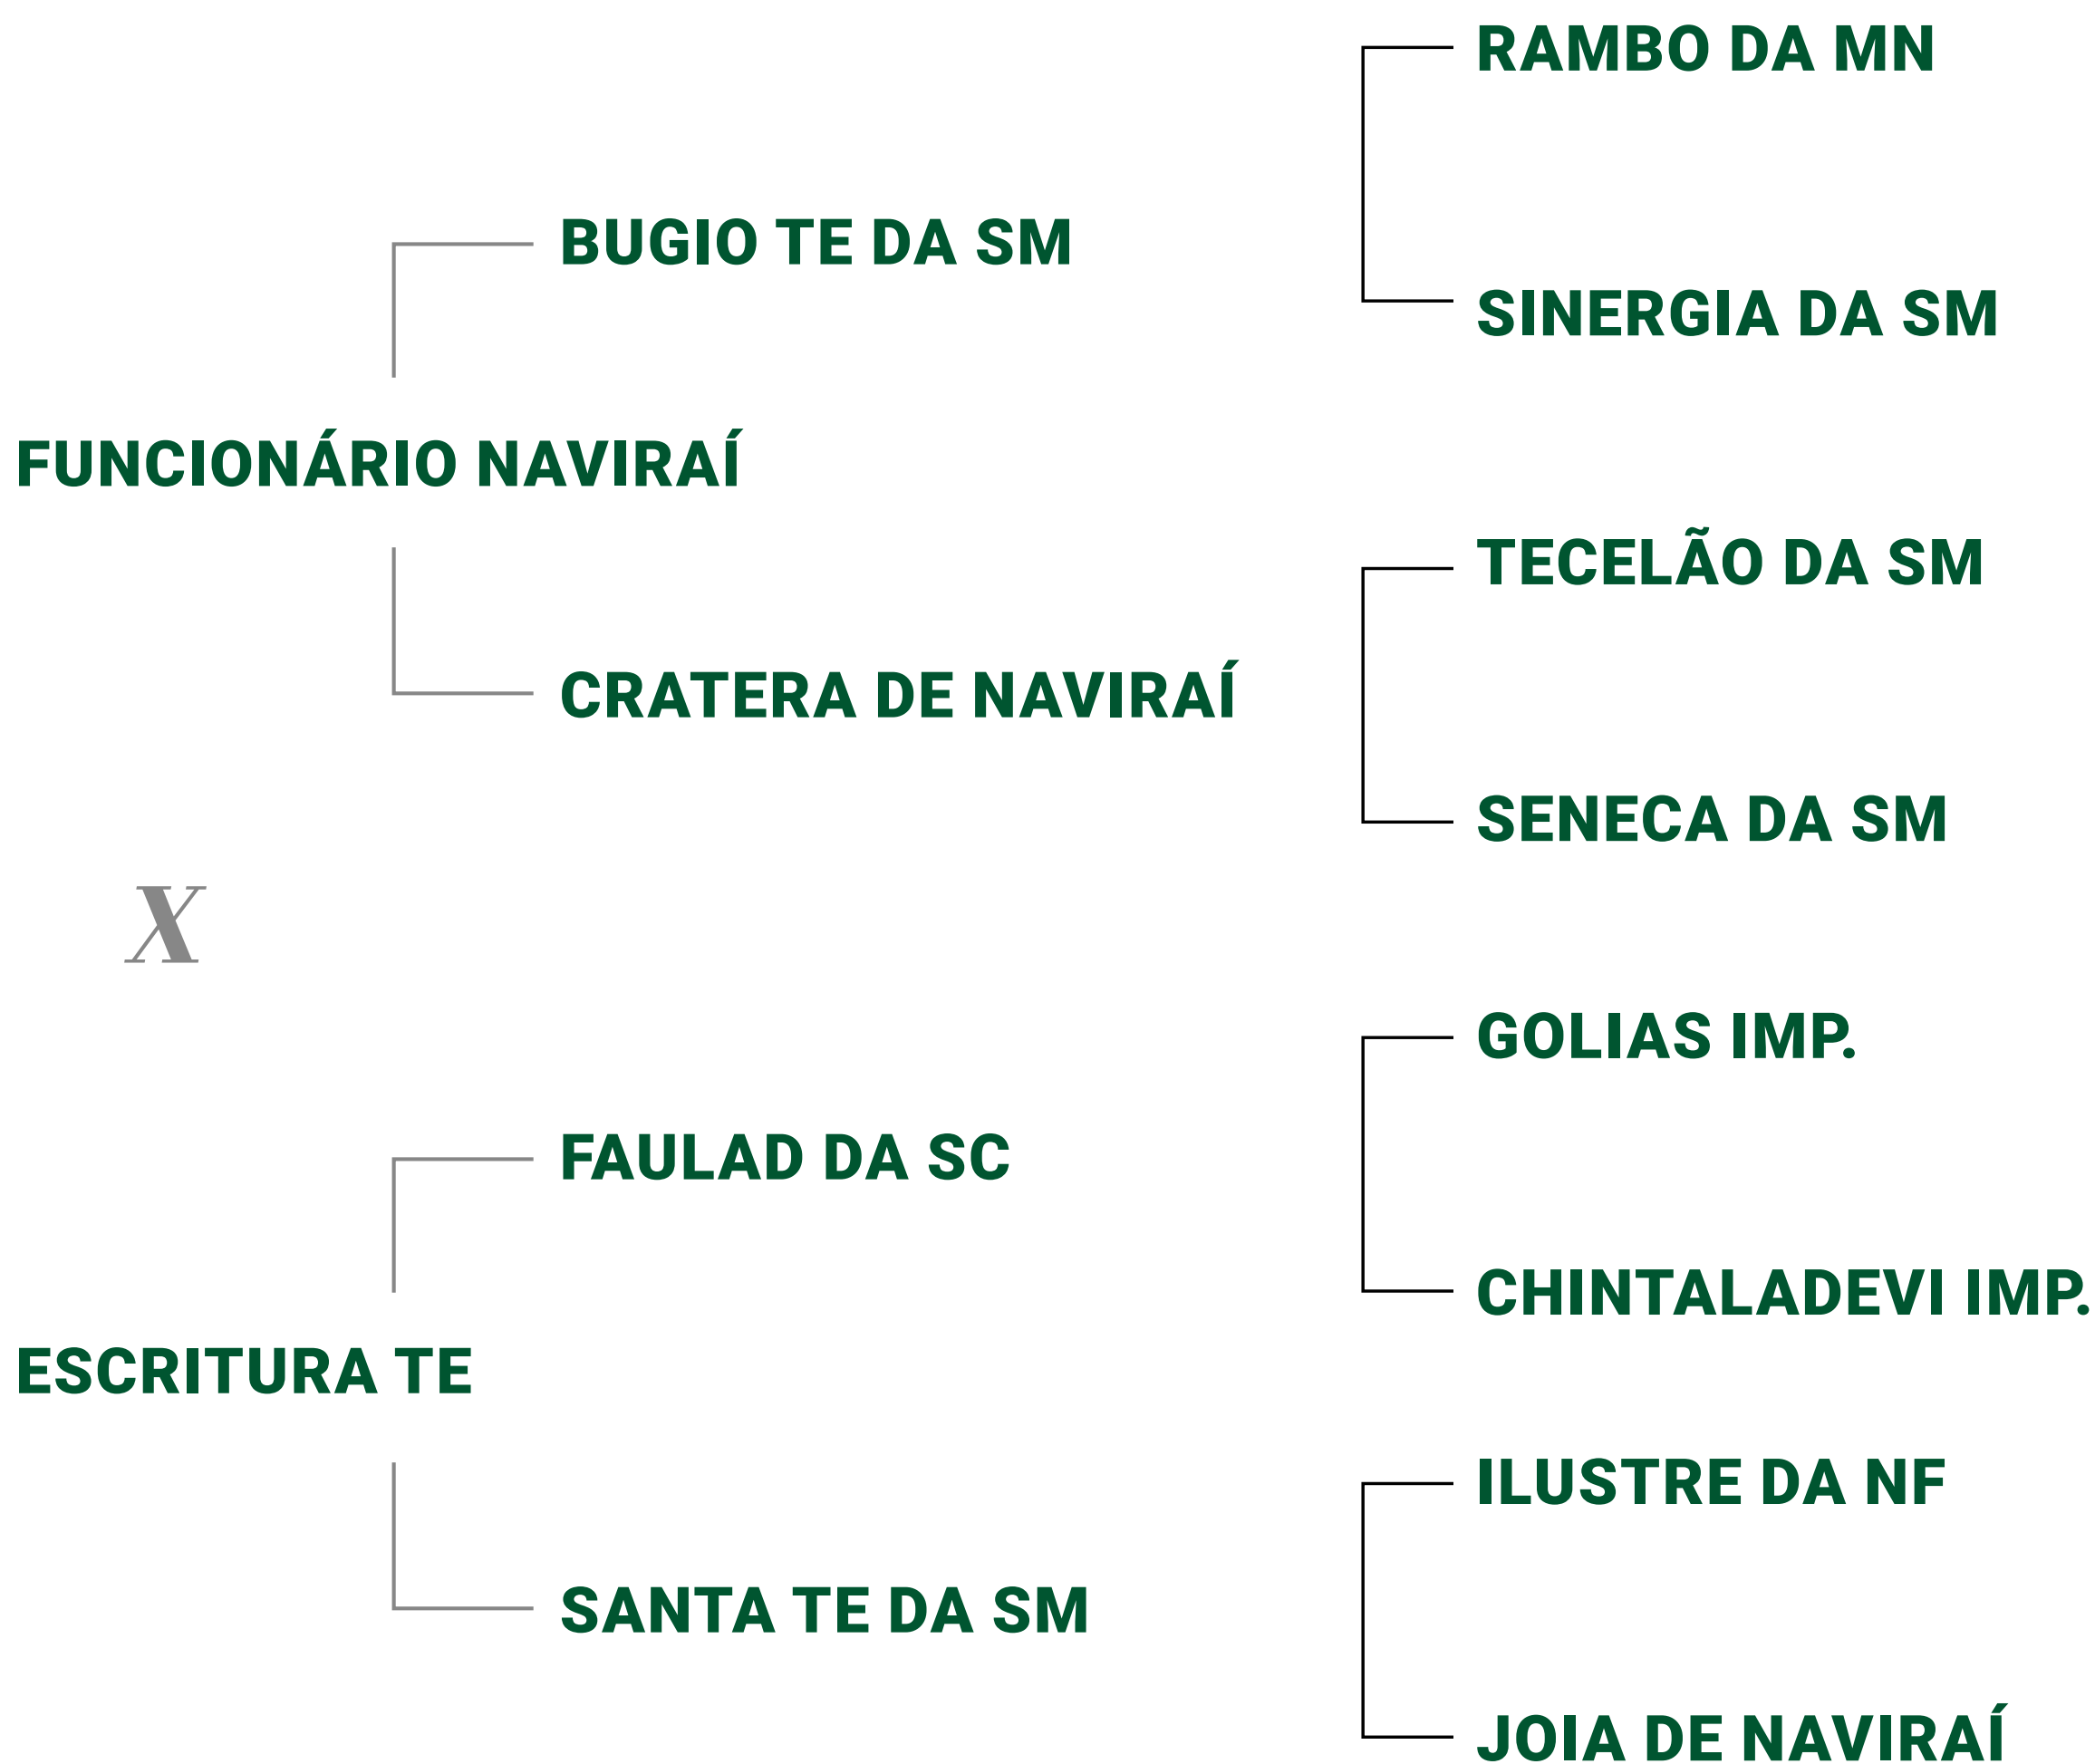 RAMBO DA MN
BUGIO TE DA SM
SINERGIA DA SM
FUNCIONÁRIO NAVIRAÍ
TECELÃO DA SM
CRATERA DE NAVIRAÍ
SENECA DA SM
X
GOLIAS IMP.
FAULAD DA SC
CHINTALADEVI IMP.
ESCRITURA TE
ILUSTRE DA NF
SANTA TE DA SM
JOIA DE NAVIRAÍ